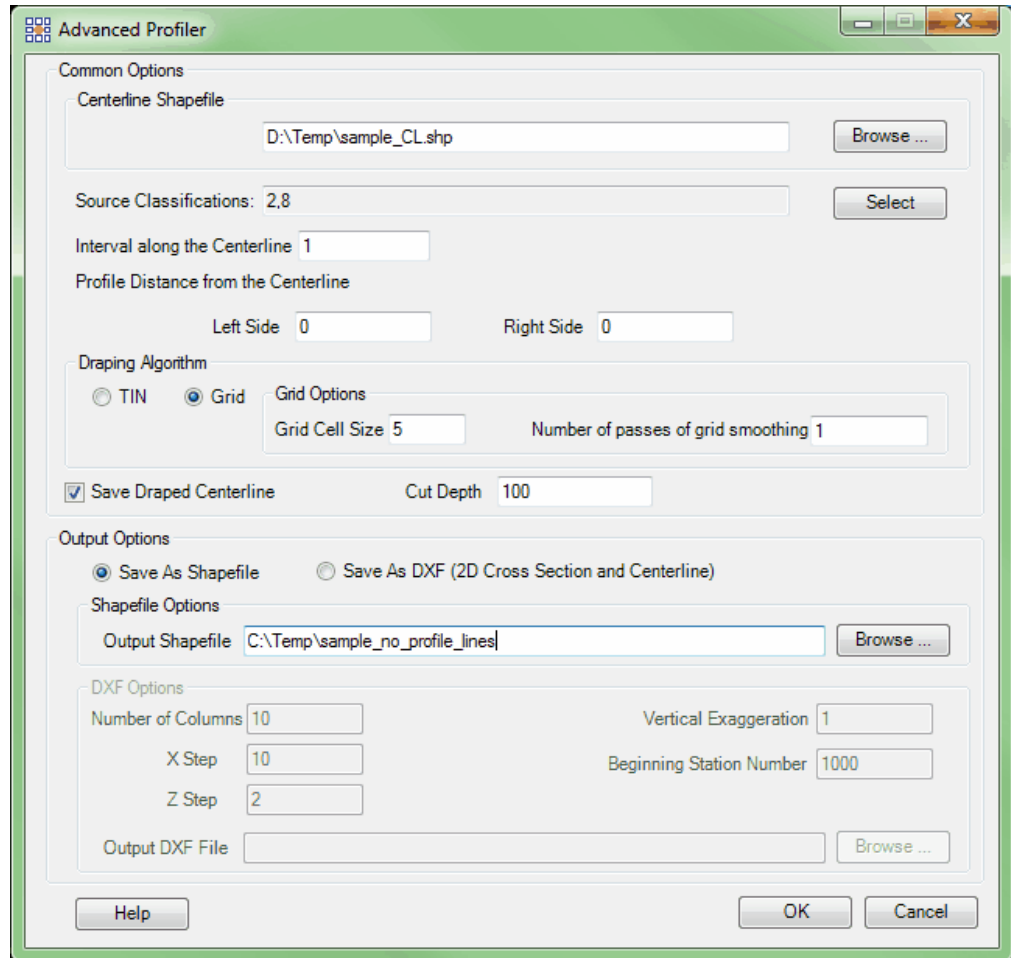 Advanced Profiler
Common Options
Centerline Shapefile
D:\Temp\sample_CL.shp Browse ...
Source Classifications: 2,8 Select
Interval along the Centerline 1
Profile Distance from the Centerline
Left Side 0 Right Side 0
Draping Algorithm
TIN Grid Grid Options
Grid Cell Size 5 Number of passes of grid smoothing 1
Save Draped Centerline Cut Depth 100
Output Options
Save As Shapefile Save As DXF (2D Cross Section and Centerline)
Shapefile Options
Output Shapefile C:\Temp\sample_no_profile_lines Browse ...
DXF Options
Number of Columns 10 Vertical Exaggeration 1
X Step 10 Beginning Station Number 1000
Z Step 2
Output DXF File Browse ...
Help OK Cancel